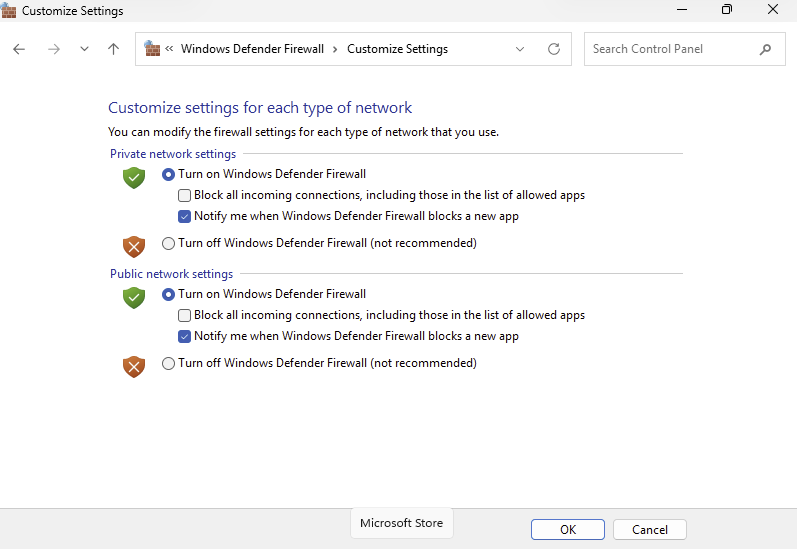 Customize Settings
« Windows Defender Firewall › Customize Settings
Search Control Panel
Customize settings for each type of network
You can modify the firewall settings for each type of network that you use.
Private network settings
Turn on Windows Defender Firewall
Block all incoming connections, including those in the list of allowed apps
Notify me when Windows Defender Firewall blocks a new app
Turn off Windows Defender Firewall (not recommended)
Public network settings
Turn on Windows Defender Firewall
Block all incoming connections, including those in the list of allowed apps
Notify me when Windows Defender Firewall blocks a new app
Turn off Windows Defender Firewall (not recommended)
Microsoft Store
OK
Cancel